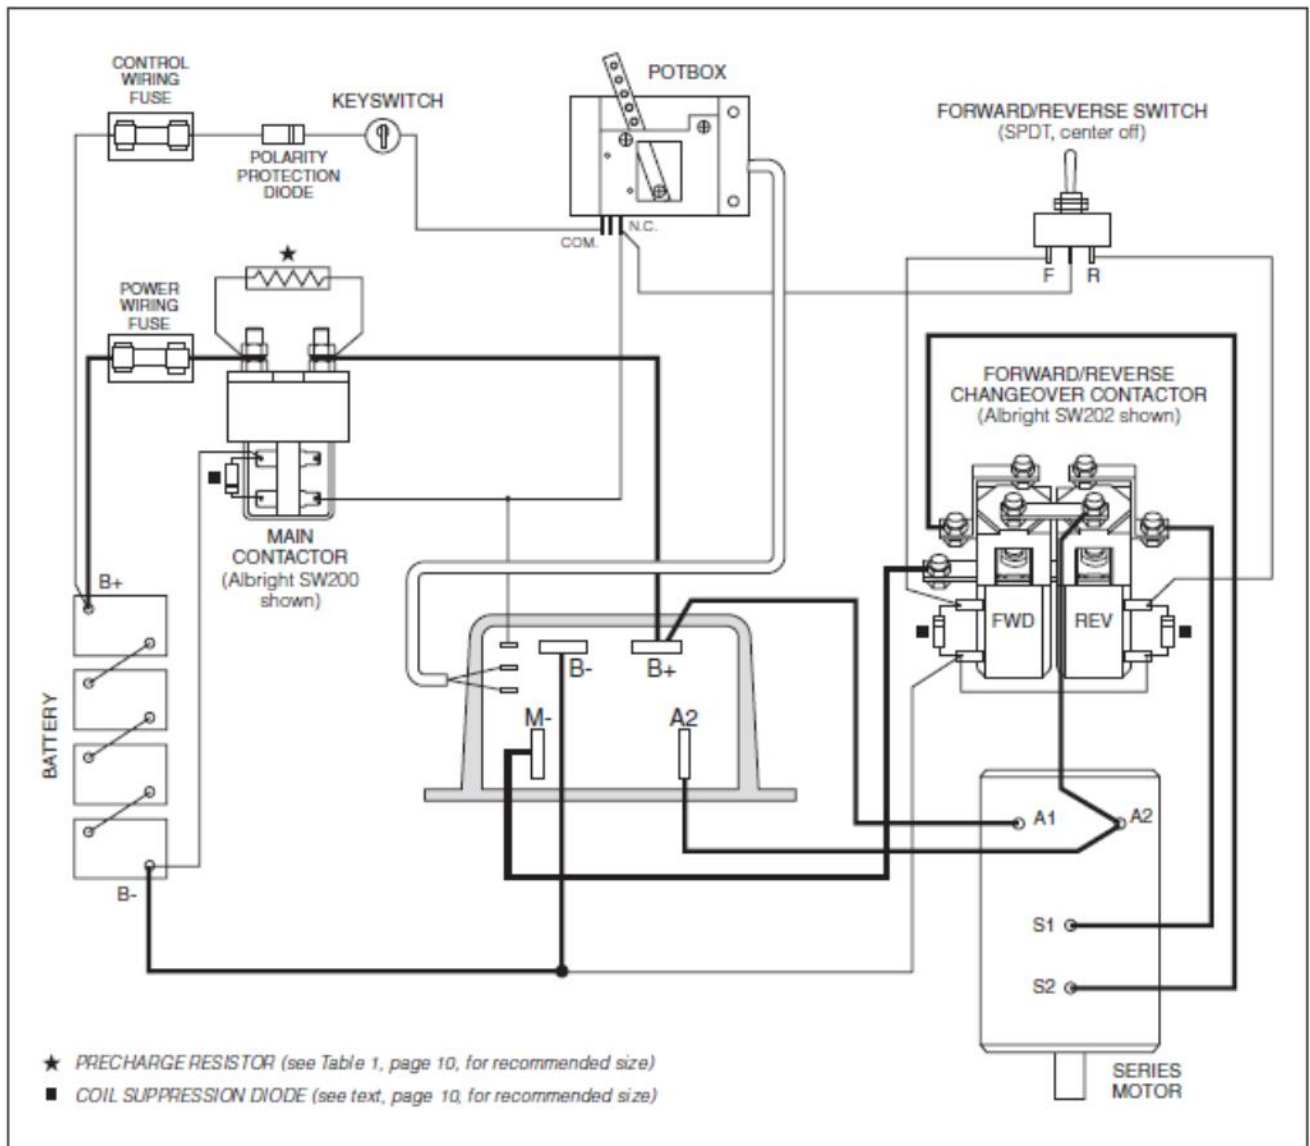 CONTROL
WIRING
FUSE
KEYSWITCH
POLARITY
PROTECTION
DIODE
POTBOX
COM.
N.C.
FORWARD/REVERSE SWITCH
(SPDT, center off)
F
R
★
POWER
WIRING
FUSE
FORWARD/REVERSE
CHANGEOVER CONTACTOR
(Albright SW202 shown)
■
MAIN
CONTACTOR
(Albright SW200
shown)
■
FWD
REV
■
B+
BATTERY
B-
B-
B+
M-
A2
A1
A2
S1
S2
SERIES
MOTOR
★ PRECHARGE RESISTOR (see Table 1, page 10, for recommended size)
■ COIL SUPPRESSION DIODE (see text, page 10, for recommended size)